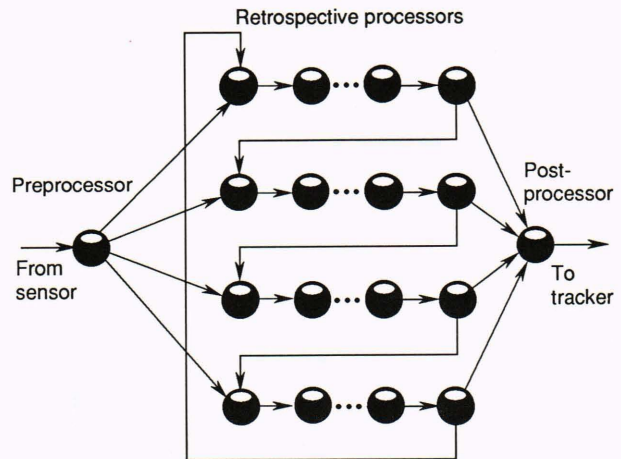 Retrospective processors
Preprocessor
Post-
processor
From
sensor
To
tracker